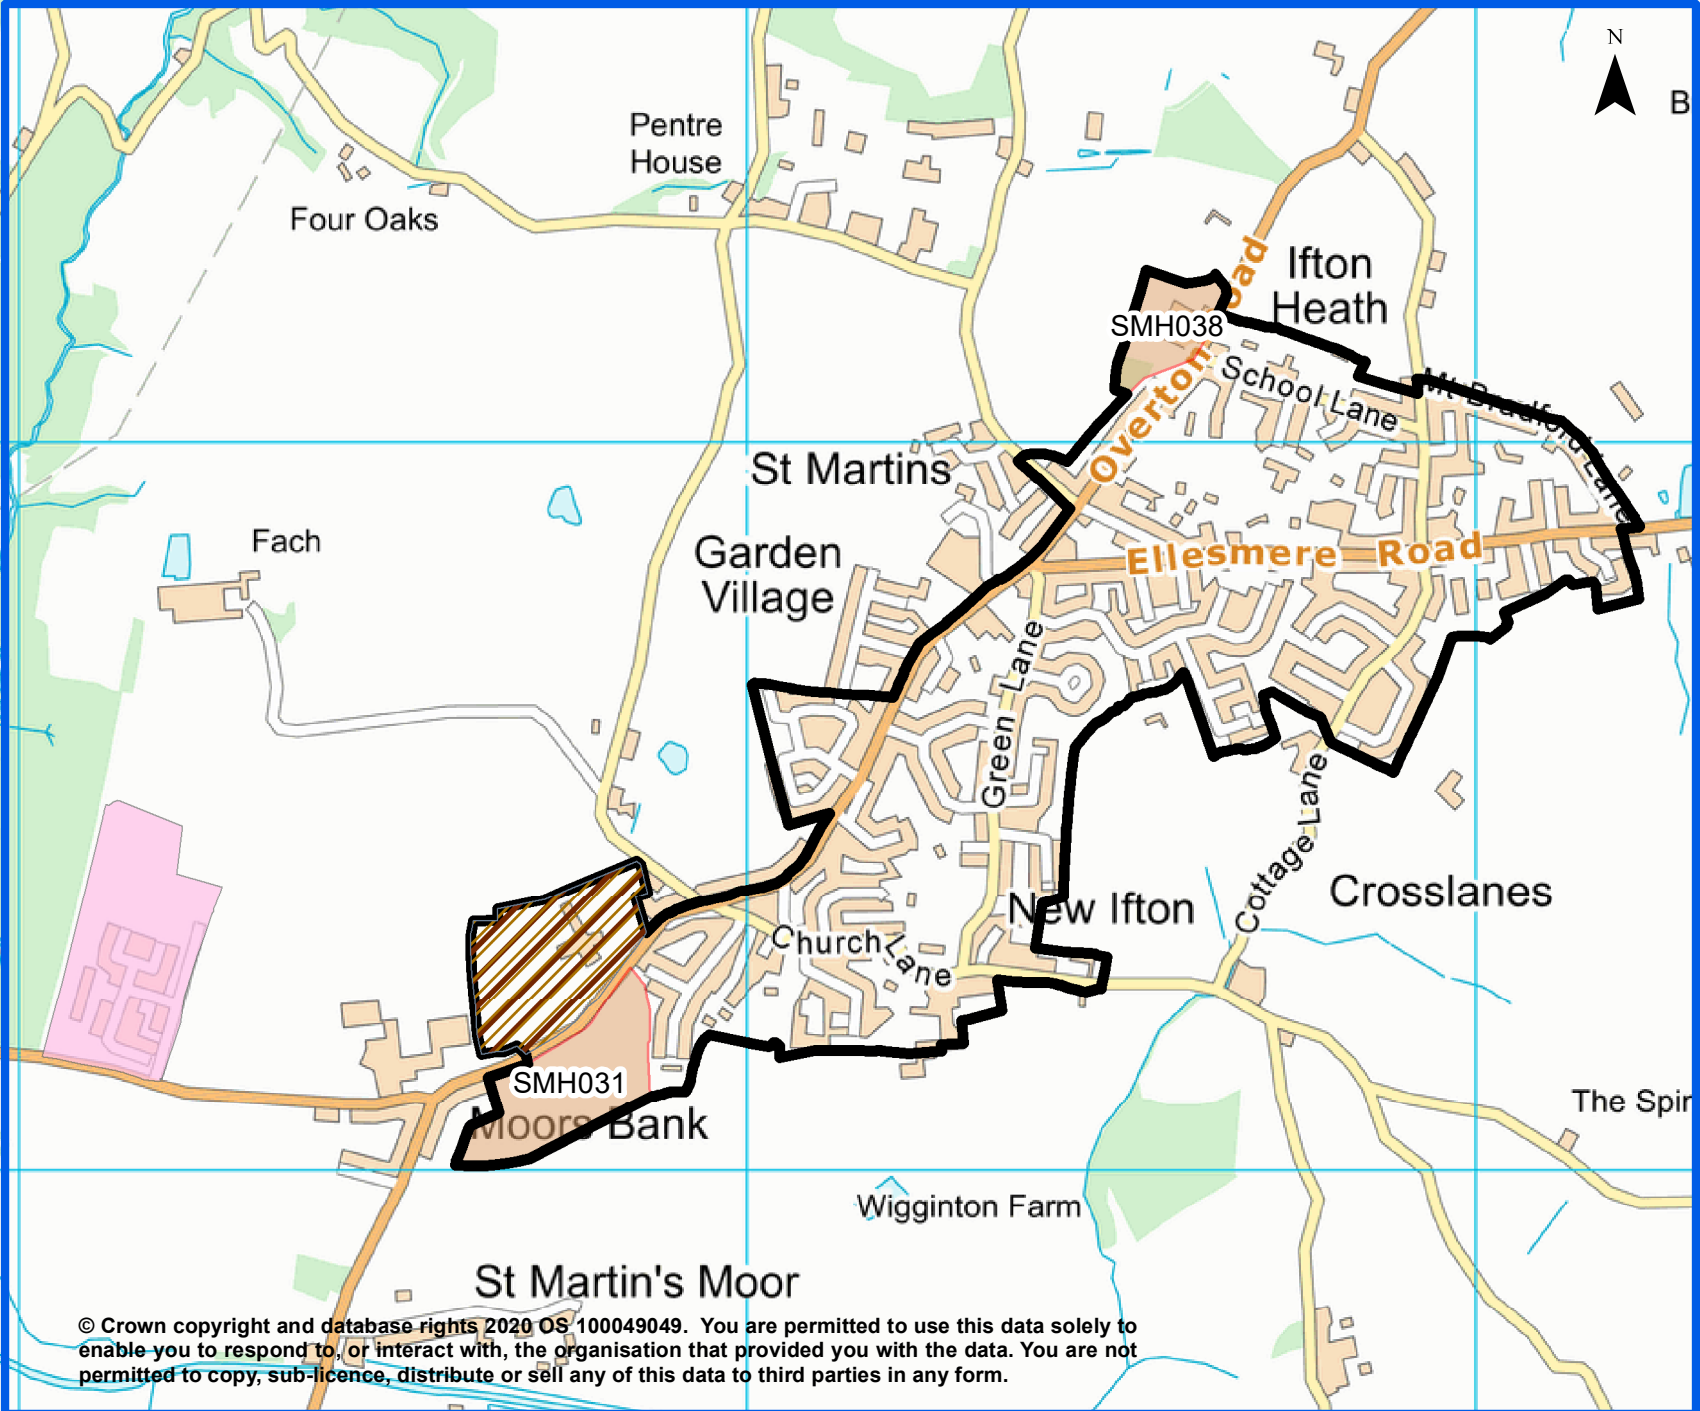 N
B
Pentre
House
Four Oaks
Ifton
Heath
SMH038
Overton Road
School Lane
Mt Bradford Lane
St Martins
Fach
Garden
Village
Ellesmere Road
Green Lane
Cottage Lane
Crosslanes
New Ifton
Church Lane
SMH031
Moors Bank
The Spin
Wigginton Farm
St Martin's Moor
© Crown copyright and database rights 2020 OS 100049049. You are permitted to use this data solely to
enable you to respond to, or interact with, the organisation that provided you with the data. You are not
permitted to copy, sub-licence, distribute or sell any of this data to third parties in any form.